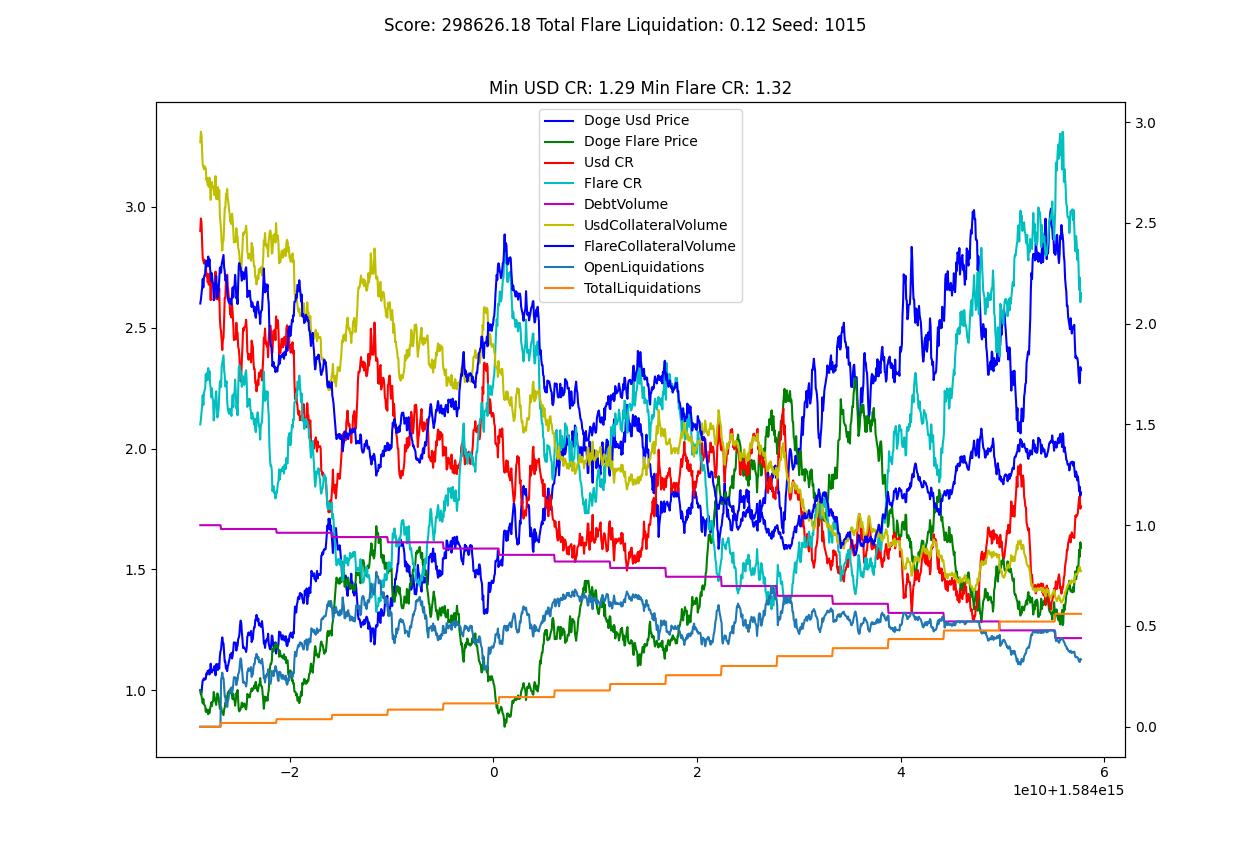 Score: 298626.18 Total Flare Liquidation: 0.12 Seed: 1015
Min USD CR: 1.29 Min Flare CR: 1.32
Doge Usd Price
Doge Flare Price
Usd CR
Flare CR
DebtVolume
UsdCollateralVolume
FlareCollateralVolume
OpenLiquidations
TotalLiquidations
3.0
2.5
2.0
1.5
1.0
3.0
2.5
2.0
1.5
1.0
0.5
0.0
−2 0 2 4 6
1e10+1.584e15